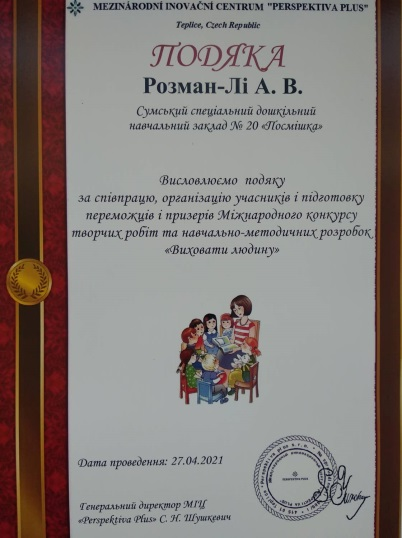 MEZINÁRODNÍ INOVAČNÍ CENTRUM "PERSPEKTIVA PLUS"
Teplice, Czech Republic
ПОДЯКА
Розман-Лі А. В.
Сумський спеціальний дошкільний
навчальний заклад № 20 «Посмішка»
Висловлюємо подяку
за співпрацю, організацію учасників і підготовку
переможців і призерів Міжнародного конкурсу
творчих робіт та навчально-методичних розробок
«Виховати людину»
Дата проведення: 27.04.2021
Генеральний директор МІЦ
«Perspektiva Plus» С. Н. Шушкевич